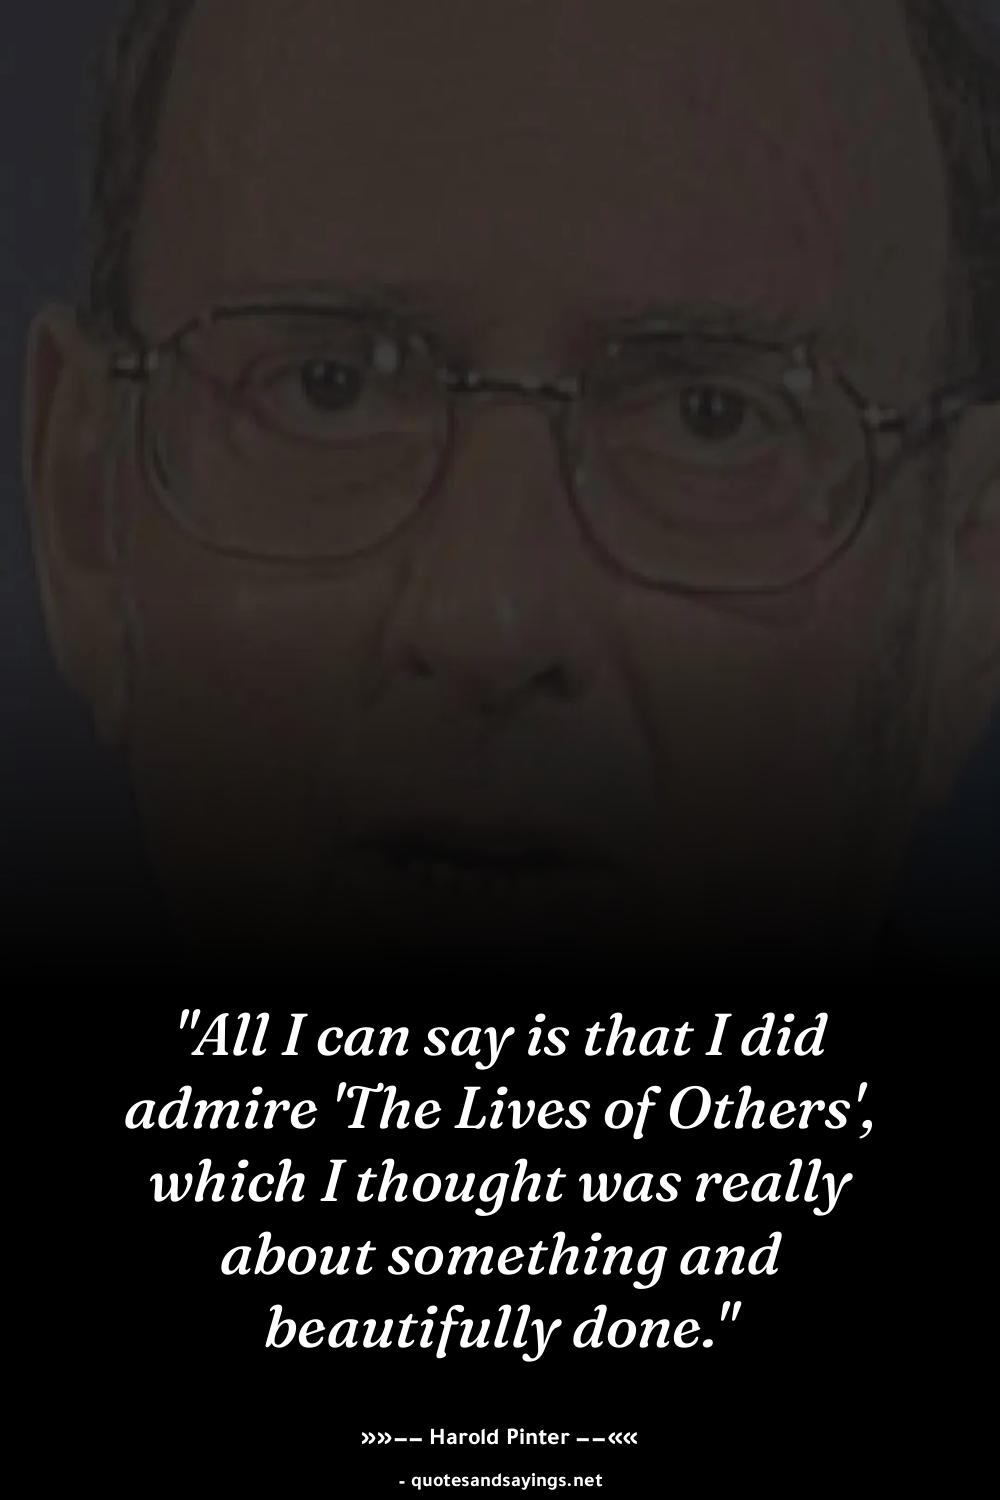 "All I can say is that I did
admire 'The Lives of Others',
which I thought was really
about something and
beautifully done."
»»−− Harold Pinter −−««
- quotesandsayings.net